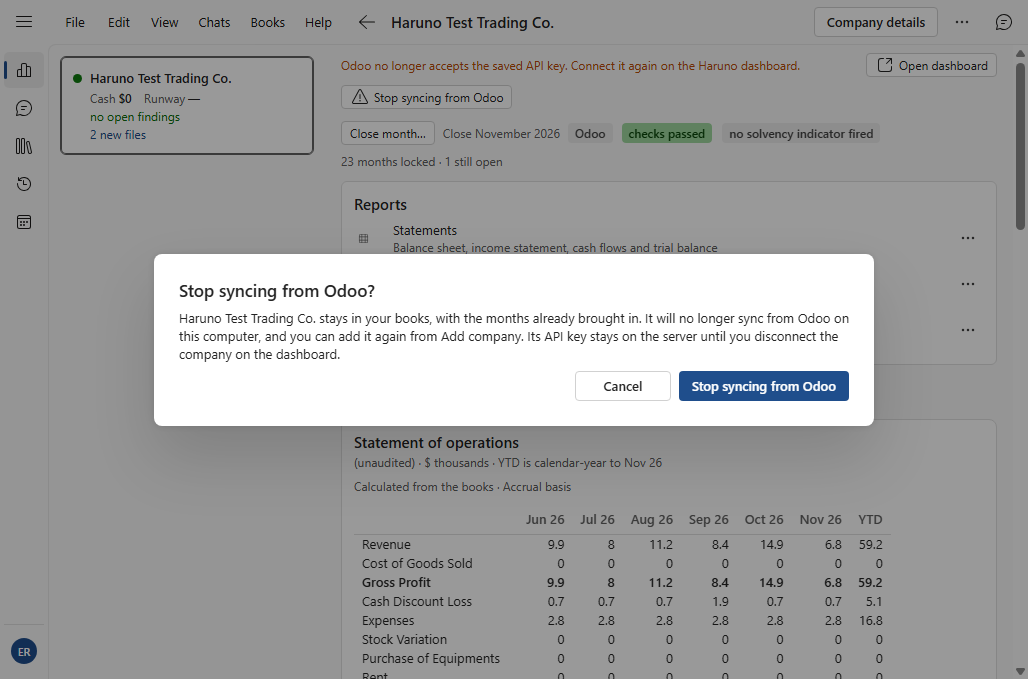 File Edit View Chats Books Help Haruno Test Trading Co. Company details
Haruno Test Trading Co.
Cash $0 Runway —
no open findings
2 new files
Odoo no longer accepts the saved API key. Connect it again on the Haruno dashboard. Open dashboard
Stop syncing from Odoo
Close month... Close November 2026 Odoo checks passed no solvency indicator fired
23 months locked · 1 still open
Reports
Statements
Balance sheet, income statement, cash flows and trial balance
Stop syncing from Odoo?
Haruno Test Trading Co. stays in your books, with the months already brought in. It will no longer sync from Odoo on
this computer, and you can add it again from Add company. Its API key stays on the server until you disconnect the
company on the dashboard.
Cancel Stop syncing from Odoo
Statement of operations
(unaudited) · $ thousands · YTD is calendar-year to Nov 26
Calculated from the books · Accrual basis
Jun 26 Jul 26 Aug 26 Sep 26 Oct 26 Nov 26 YTD
Revenue 9.9 8 11.2 8.4 14.9 6.8 59.2
Cost of Goods Sold 0 0 0 0 0 0 0
Gross Profit 9.9 8 11.2 8.4 14.9 6.8 59.2
Cash Discount Loss 0.7 0.7 0.7 1.9 0.7 0.7 5.1
Expenses 2.8 2.8 2.8 2.8 2.8 2.8 16.8
Stock Variation 0 0 0 0 0 0 0
Purchase of Equipments 0 0 0 0 0 0 0
Rent 0 0 0 0 0 0 0
ER